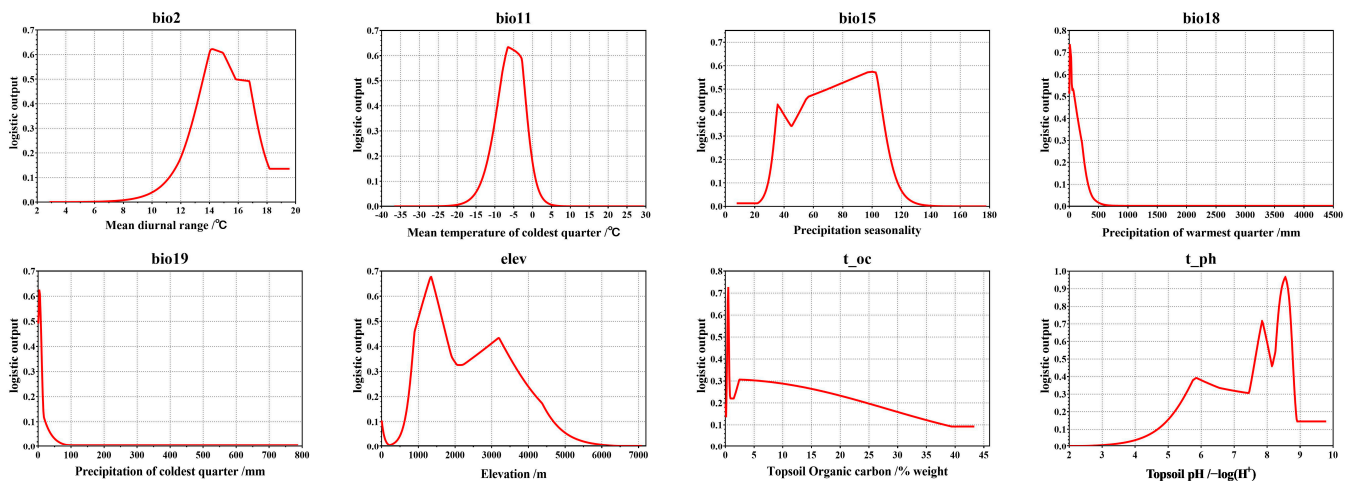 bio2
0.7
0.6
0.5
0.4
0.3
0.2
0.1
0.0
logistic output
2 4 6 8 10 12 14 16 18 20
Mean diurnal range /℃
bio11
0.7
0.6
0.5
0.4
0.3
0.2
0.1
0.0
logistic output
-40 -35 -30 -25 -20 -15 -10 -5 0 5 10 15 20 25 30
Mean temperature of coldest quarter /℃
bio15
0.7
0.6
0.5
0.4
0.3
0.2
0.1
0.0
logistic output
0 20 40 60 80 100 120 140 160 180
Precipitation seasonality
bio18
0.8
0.7
0.6
0.5
0.4
0.3
0.2
0.1
0.0
logistic output
0 500 1000 1500 2000 2500 3000 3500 4000 4500
Precipitation of warmest quarter /mm
bio19
0.7
0.6
0.5
0.4
0.3
0.2
0.1
0.0
logistic output
0 100 200 300 400 500 600 700 800
Precipitation of coldest quarter /mm
elev
0.7
0.6
0.5
0.4
0.3
0.2
0.1
0.0
logistic output
0 1000 2000 3000 4000 5000 6000 7000
Elevation /m
t_oc
0.8
0.7
0.6
0.5
0.4
0.3
0.2
0.1
logistic output
0 5 10 15 20 25 30 35 40 45
Topsoil Organic carbon /% weight
t_ph
1.0
0.9
0.8
0.7
0.6
0.5
0.4
0.3
0.2
0.1
0.0
logistic output
2 3 4 5 6 7 8 9 10
Topsoil pH /−log(H⁺)